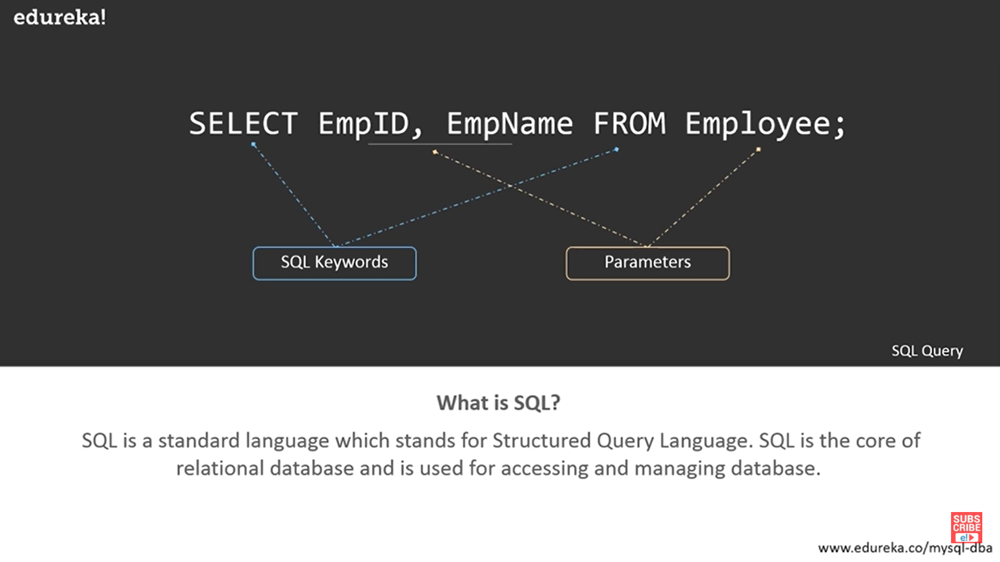 edureka!
SELECT EmpID, EmpName FROM Employee;
SQL Keywords
Parameters
SQL Query
What is SQL?
SQL is a standard language which stands for Structured Query Language. SQL is the core of
relational database and is used for accessing and managing database.
SUBS
CRIBE
e!
www.edureka.co/mysql-dba